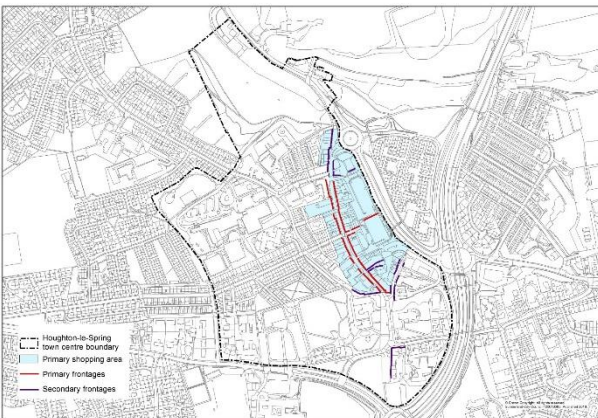 Houghton-le-Spring
town centre boundary
Primary shopping area
Primary frontages
Secondary frontages